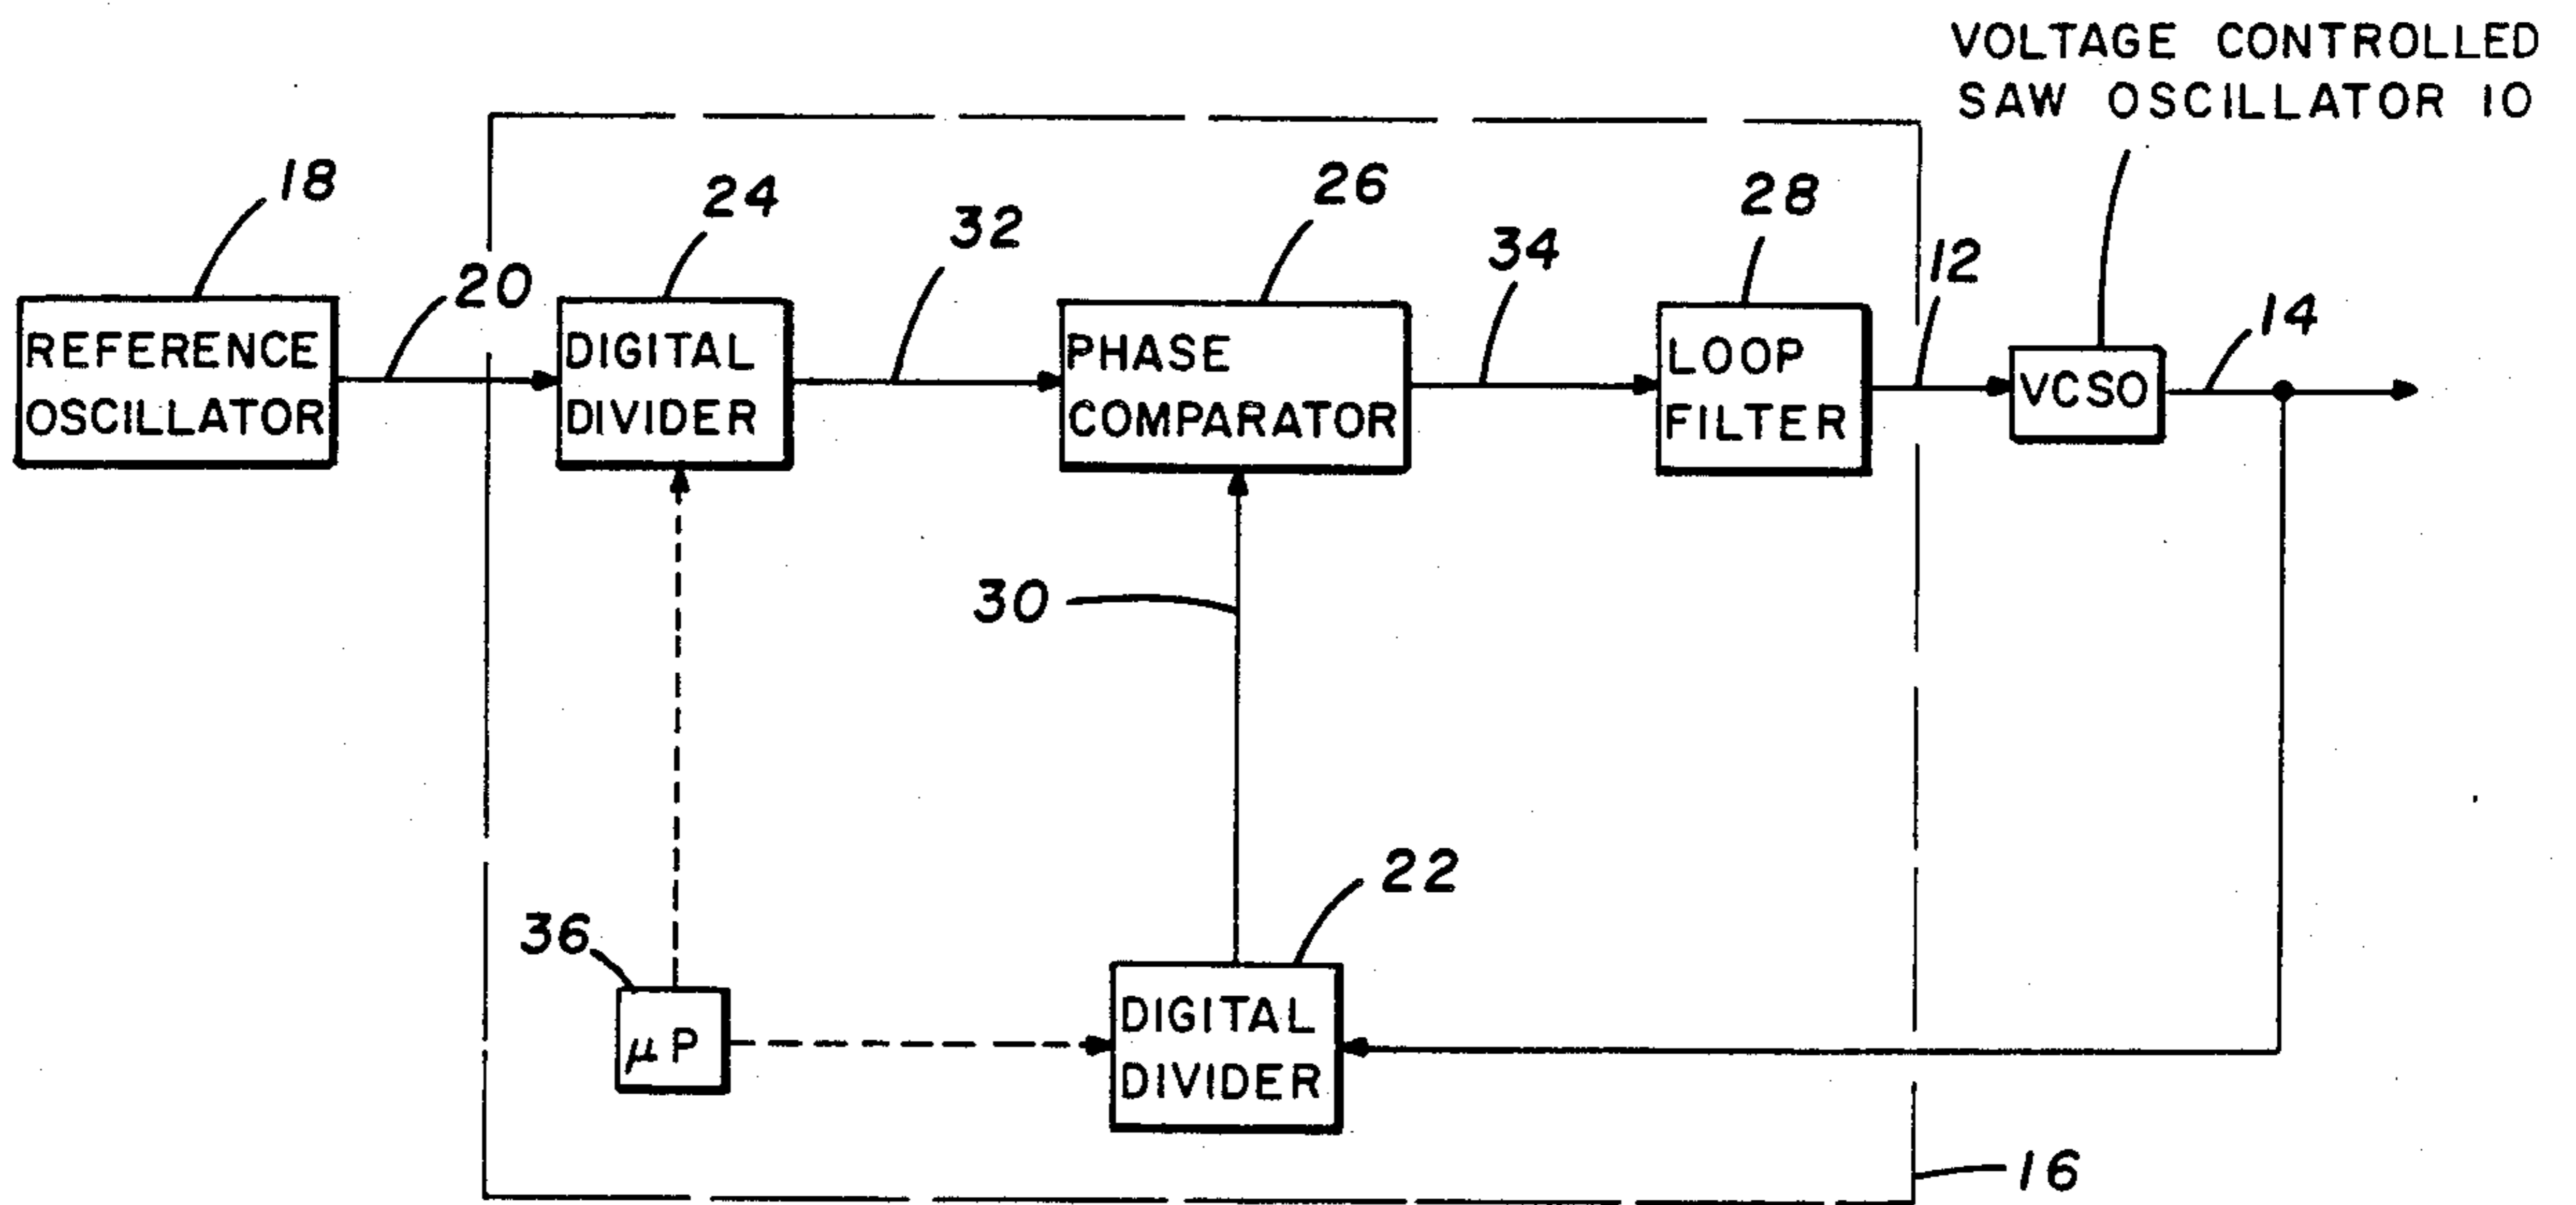 VOLTAGE CONTROLLED
SAW OSCILLATOR 10
18
24
26
28
32
34
12
20
14
REFERENCE
OSCILLATOR
DIGITAL
DIVIDER
PHASE
COMPARATOR
LOOP
FILTER
VCSO
30
22
36
μP
DIGITAL
DIVIDER
16